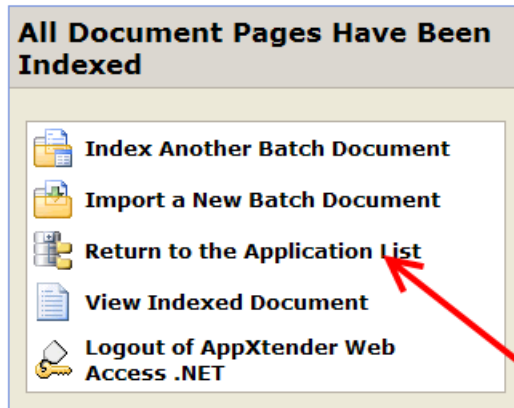 All Document Pages Have Been
Indexed
Index Another Batch Document
Import a New Batch Document
Return to the Application List
View Indexed Document
Logout of AppXtender Web
Access .NET